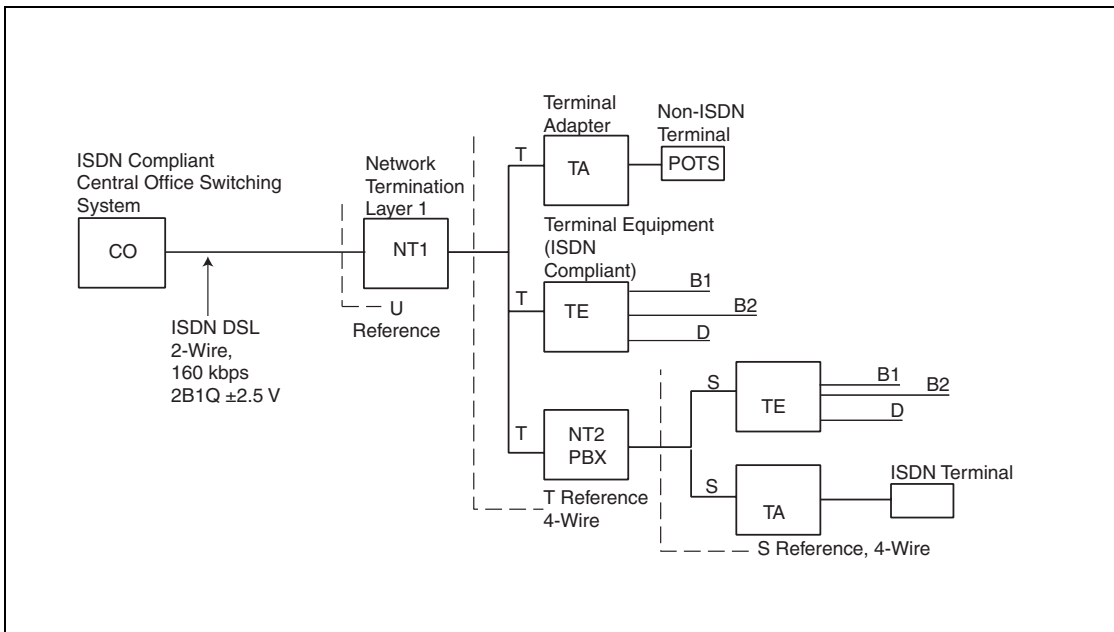 ISDN Compliant
Central Office Switching
System
CO
ISDN DSL
2-Wire,
160 kbps
2B1Q ±2.5 V
Network
Termination
Layer 1
NT1
U
Reference
Terminal
Adapter
T
TA
Non-ISDN
Terminal
POTS
Terminal Equipment
(ISDN
Compliant)
T
TE
B1
B2
D
T
NT2
PBX
T Reference
4-Wire
S
TE
B1
B2
D
S
TA
ISDN Terminal
S Reference, 4-Wire